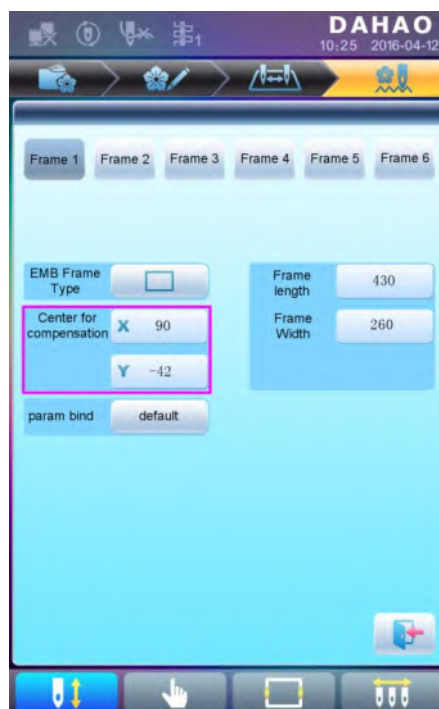 DAHAO
1
10:25 2016-04-12
Frame 1 Frame 2 Frame 3 Frame 4 Frame 5 Frame 6
EMB Frame
Type
Frame
length
430
Center for
compensation
X 90
Frame
Width
260
Y -42
param bind
default